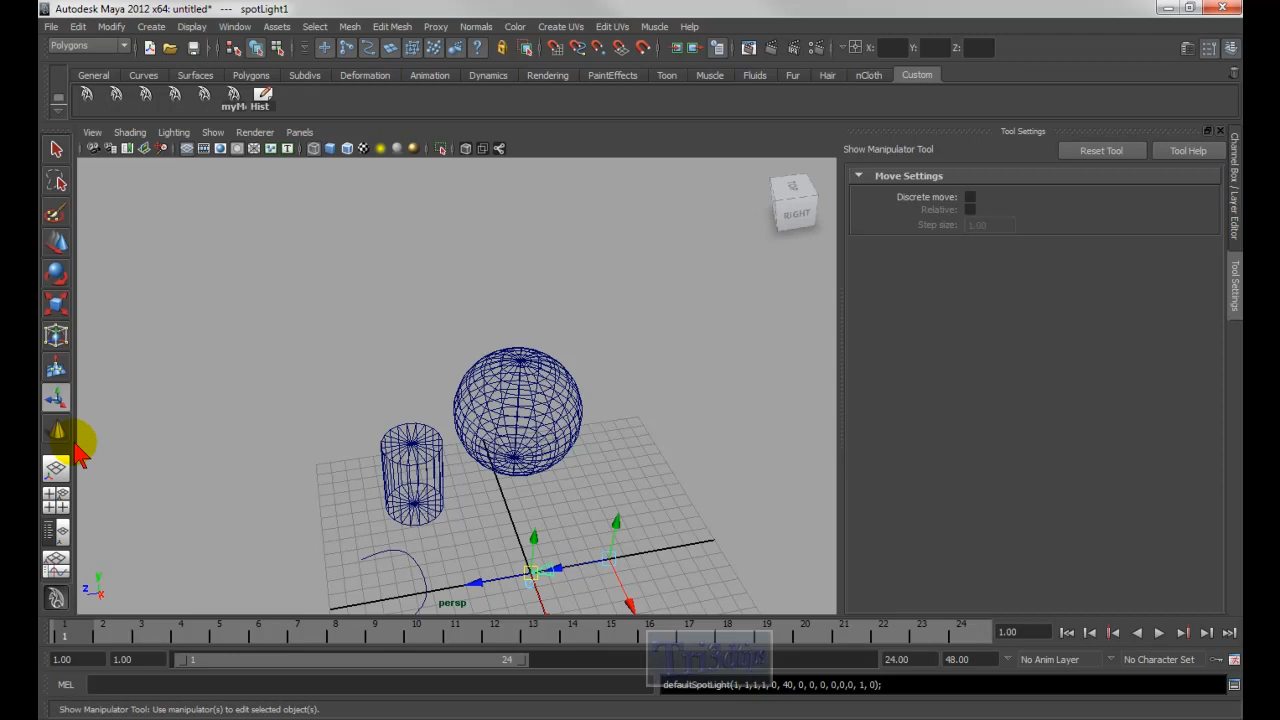 Autodesk Maya 2012 x64: untitled* --- spotLight1
File Edit Modify Create Display Window Assets Select Mesh Edit Mesh Proxy Normals Color Create UVs Edit UVs Muscle Help
Polygons X: Y: Z:
General Curves Surfaces Polygons Subdivs Deformation Animation Dynamics Rendering PaintEffects Toon Muscle Fluids Fur Hair nCloth Custom
Hist
View Shading Lighting Show Renderer Panels
Tool Settings
Show Manipulator Tool Reset Tool Tool Help
Move Settings
Discrete move:
Relative:
Step size: 1.00
Channel Box / Layer Editor
Tool Settings
RIGHT
y
z x
persp
1 2 3 4 5 6 7 8 9 10 11 12 13 14 15 16 17 18 19 20 21 22 23 24
1 1.00
1.00 1.00 1 24 24.00 48.00 No Anim Layer No Character Set
MEL defaultSpotLight(1, 1,1,1, 0, 40, 0, 0, 0, 0,0,0, 1, 0);
Show Manipulator Tool: Use manipulator(s) to edit selected object(s).